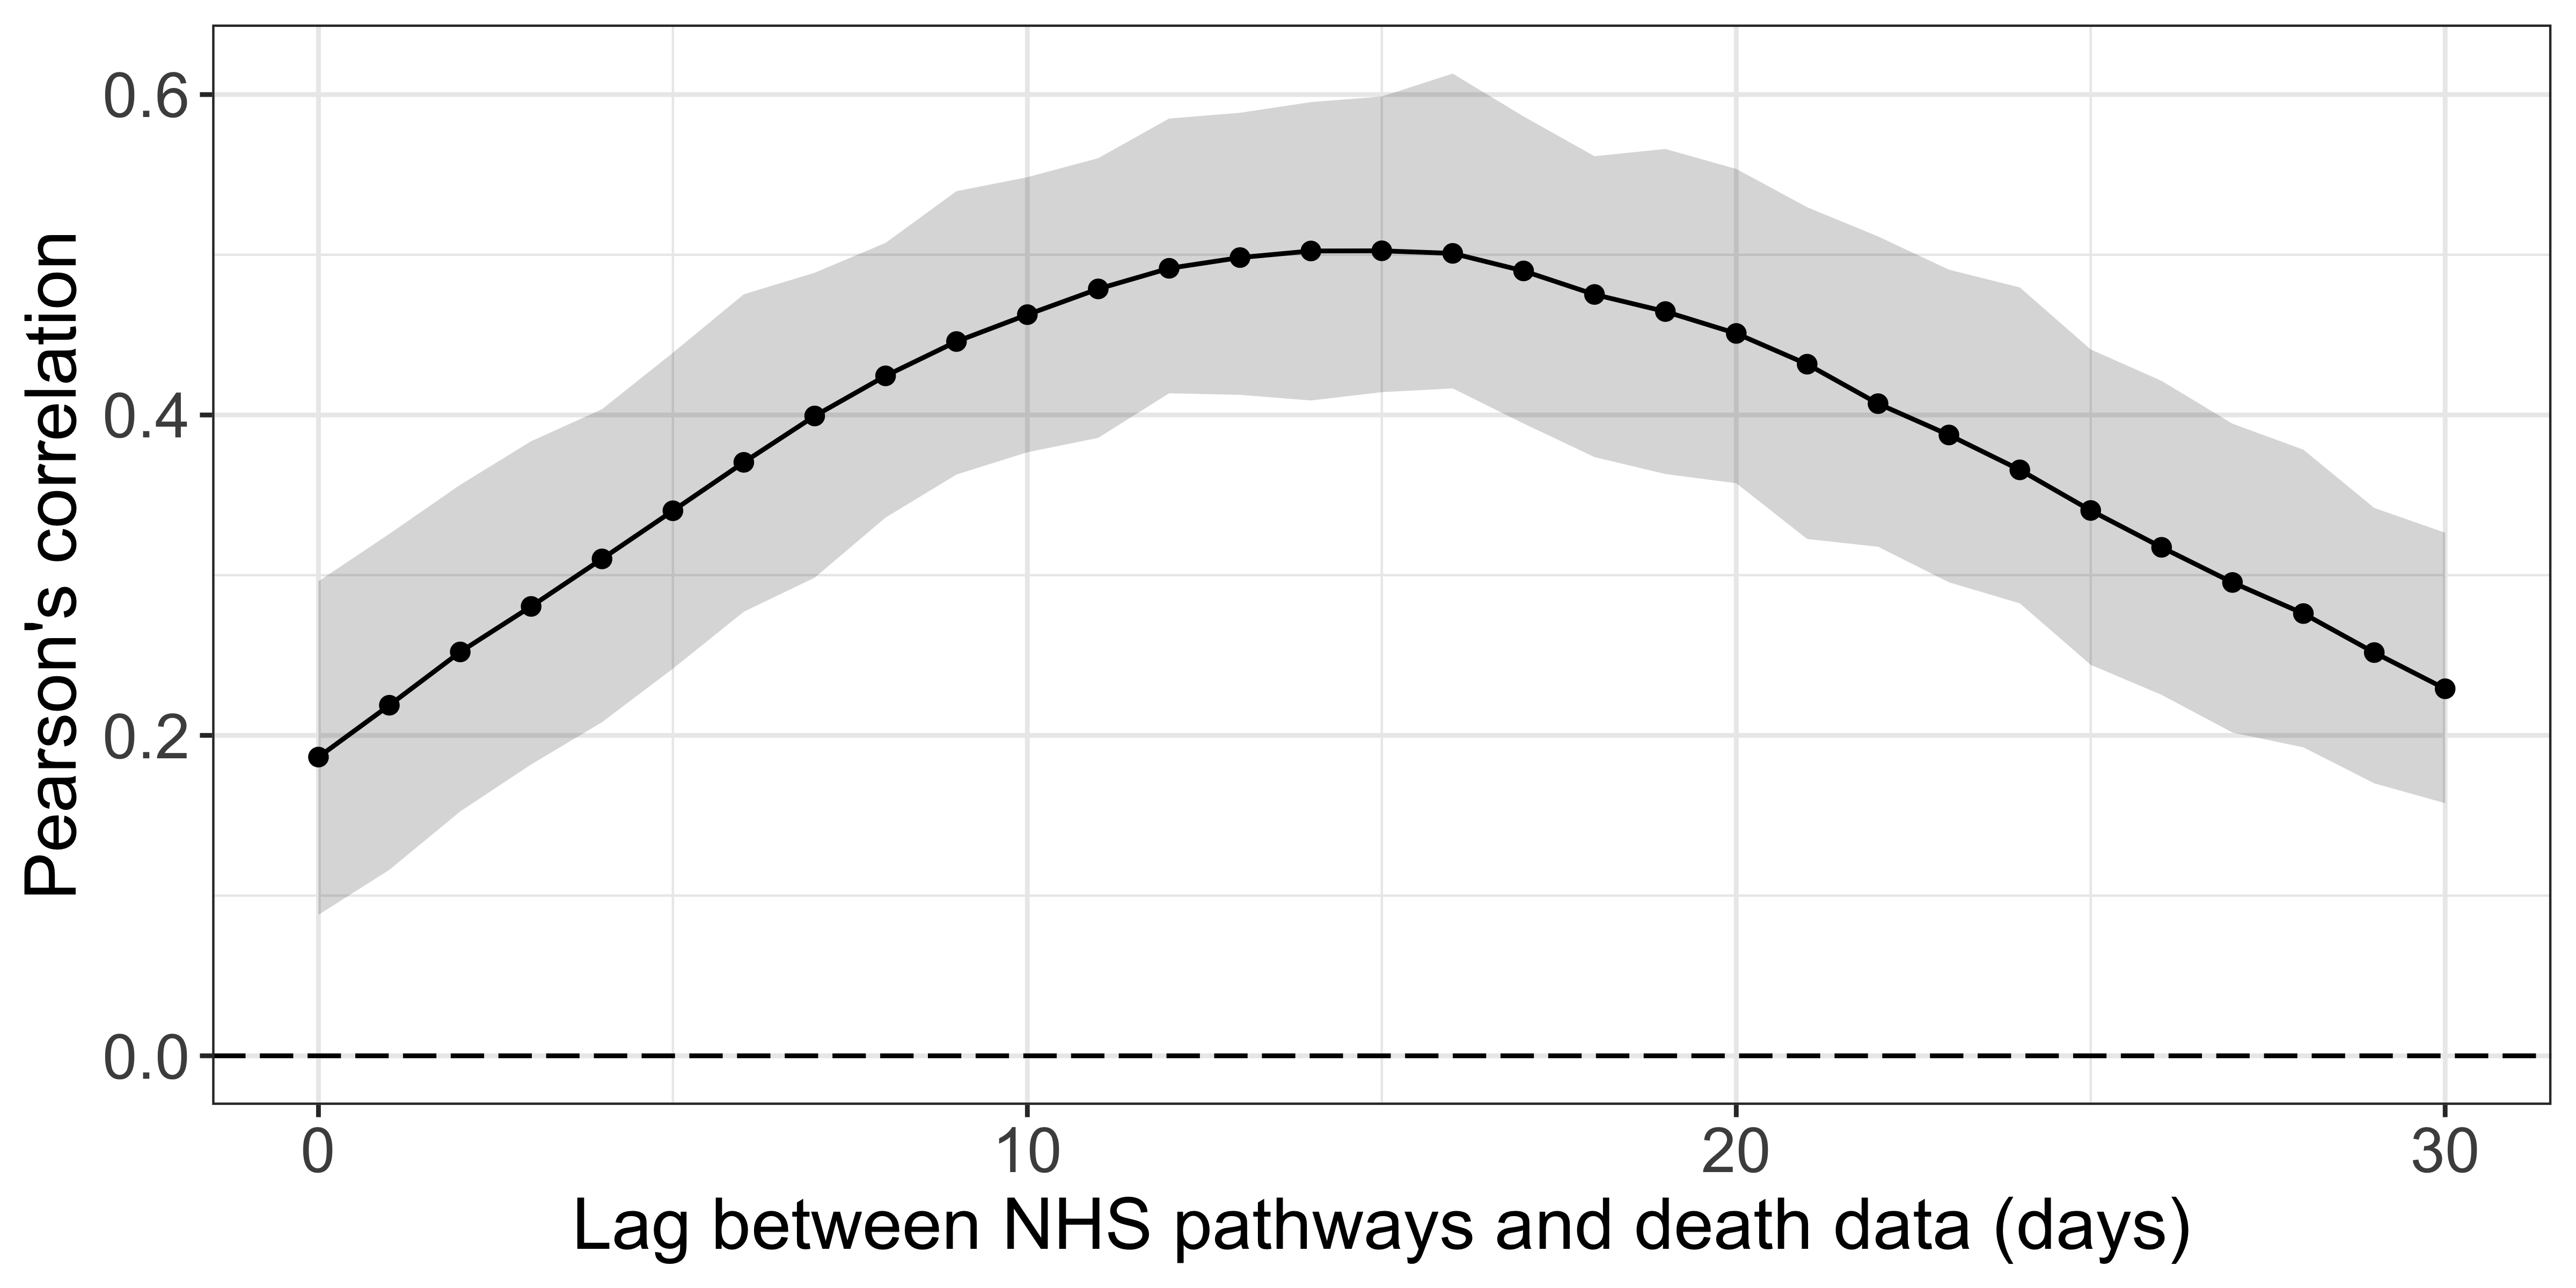 Pearson's correlation
0.6
0.4
0.2
0.0
0 10 20 30
Lag between NHS pathways and death data (days)